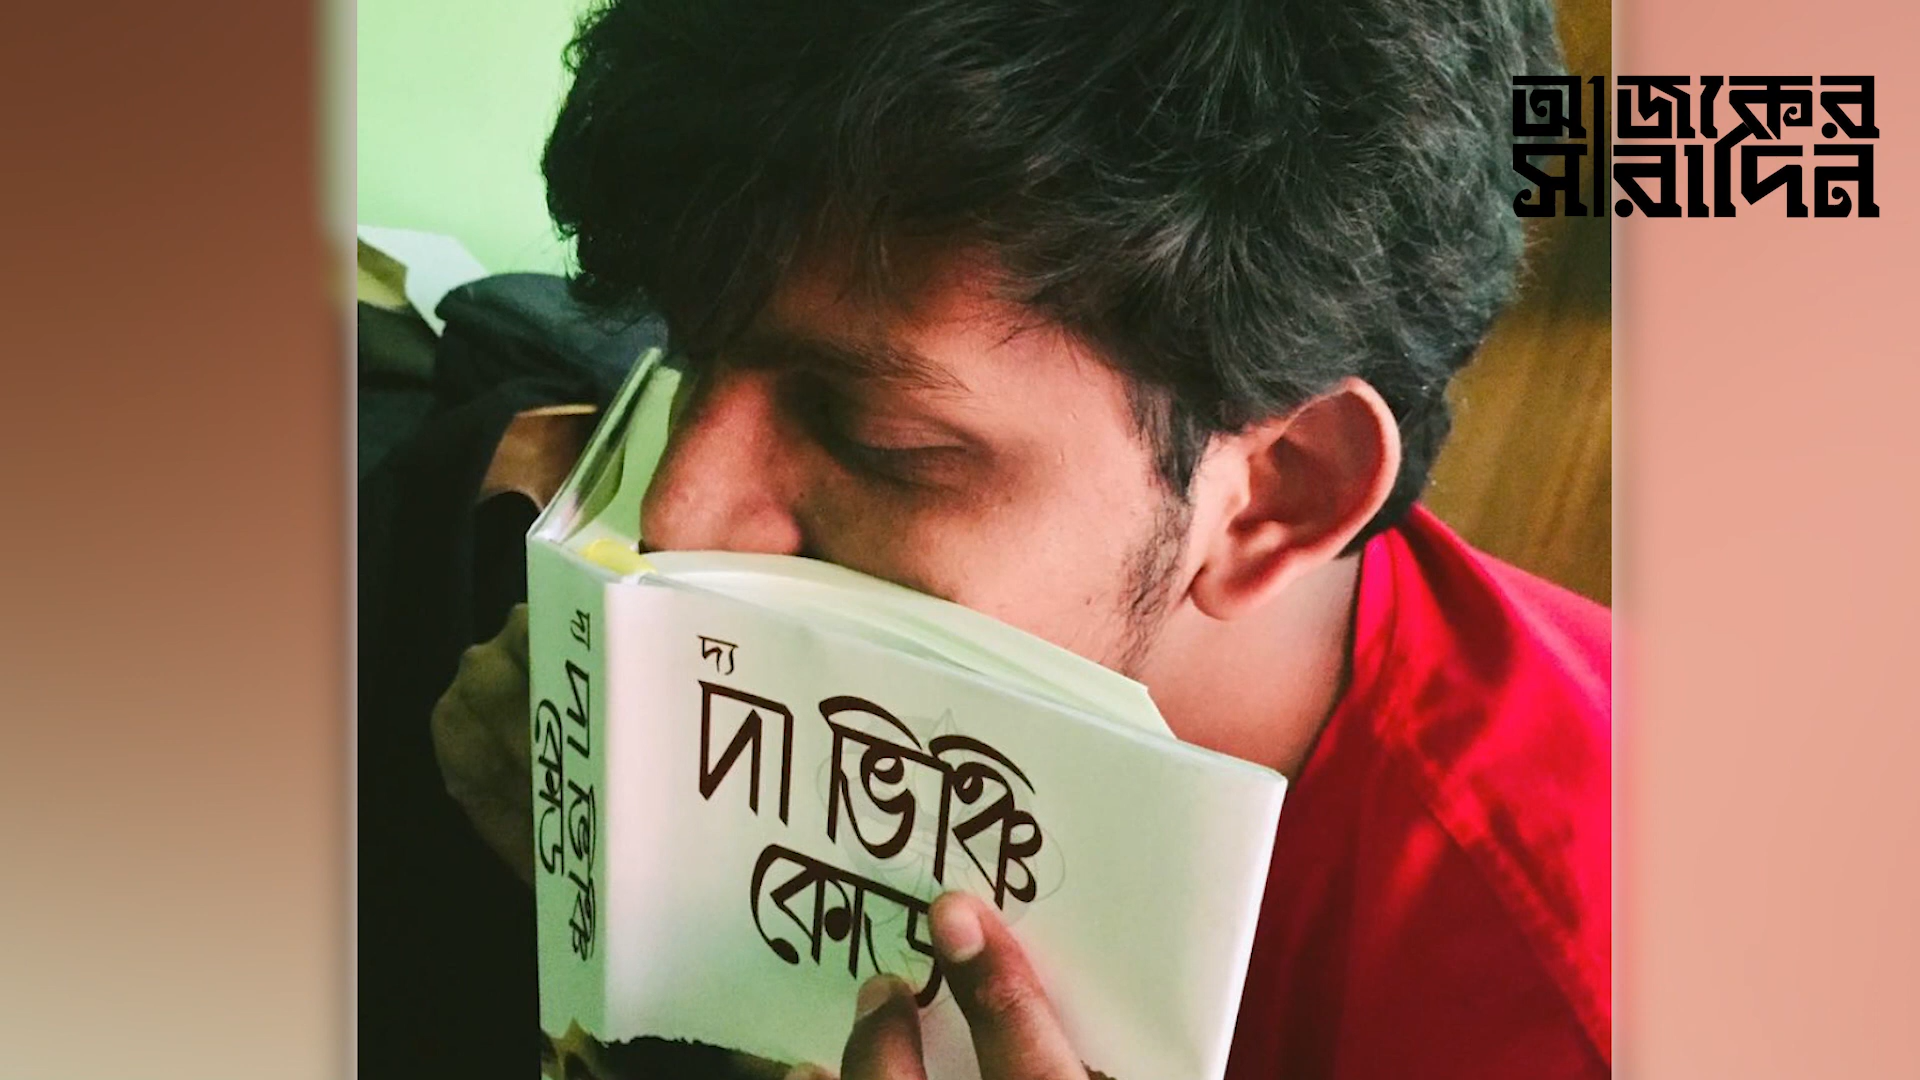 আজকের
সারাদিন
দ্য
দা ভিঞ্চি
কোড
দ্য দা ভিঞ্চি
কোড